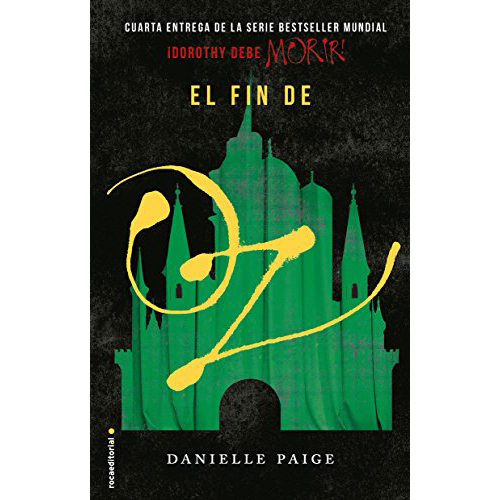 CUARTA ENTREGA DE LA SERIE BESTSELLER MUNDIAL
¡DOROTHY DEBE MORIR!
EL FIN DE
OZ
DANIELLE PAIGE
rocaeditorial